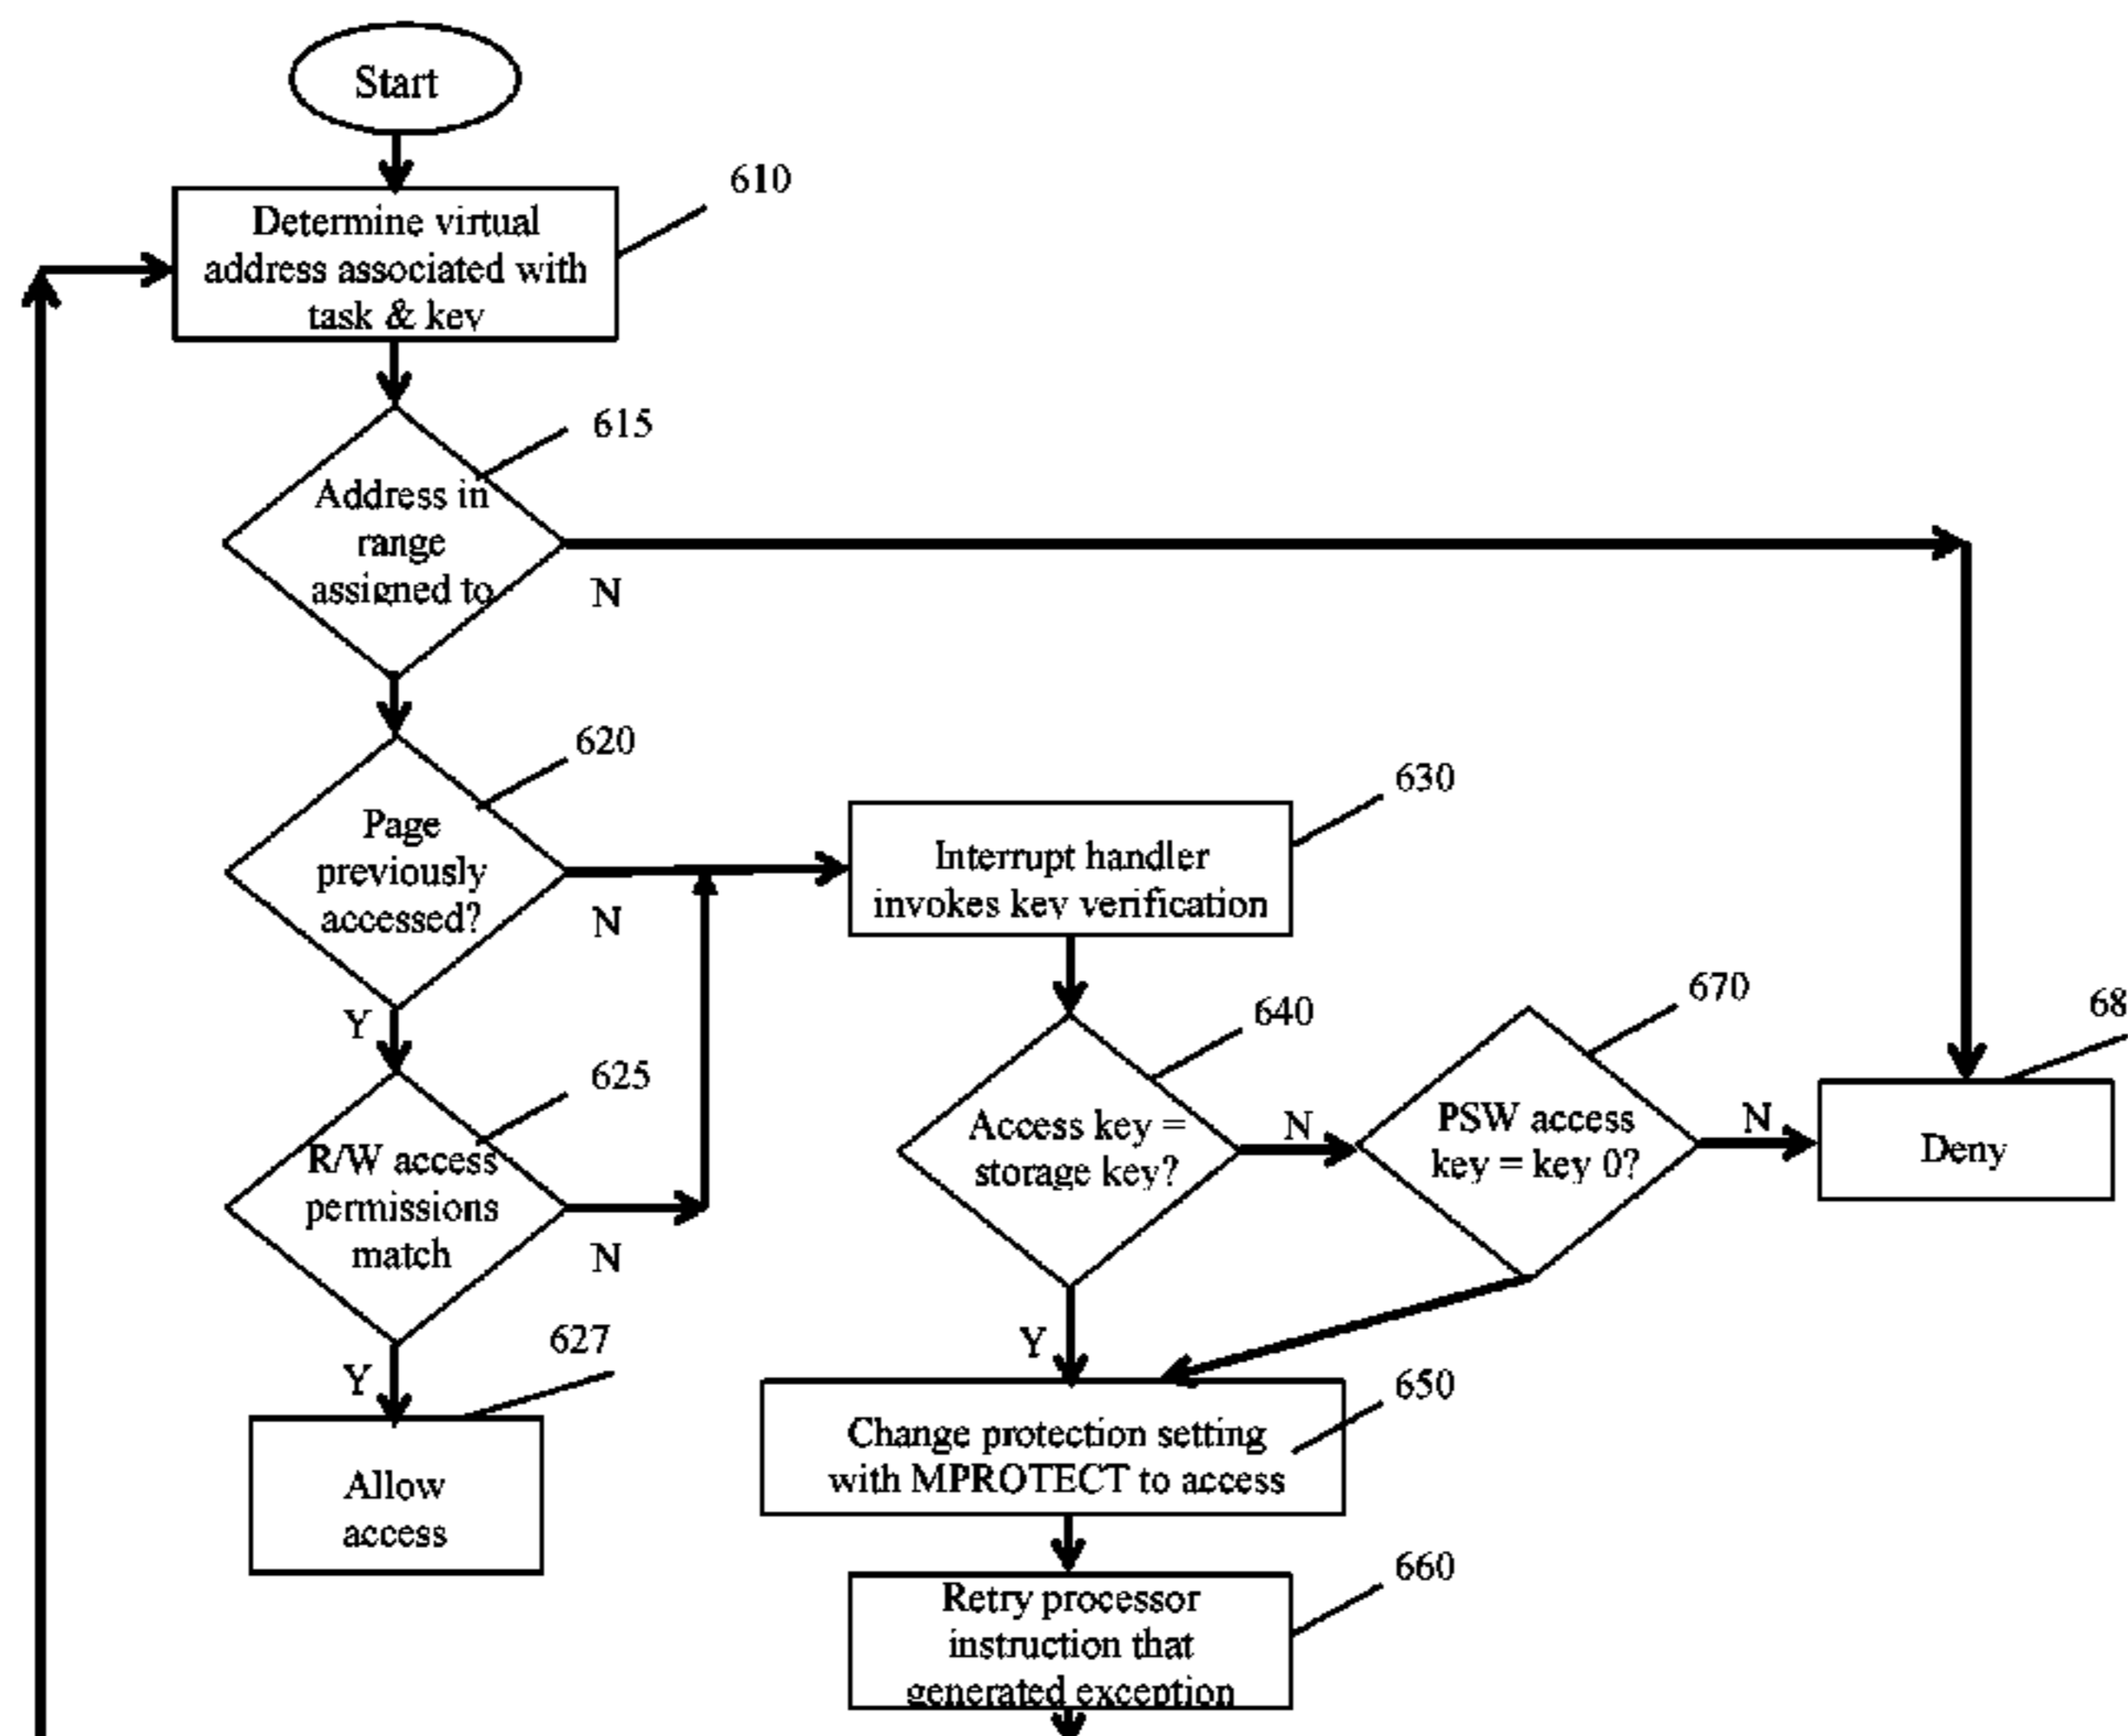 Start
610
Determine virtual
address associated with
task & key
615
Address in
range
assigned to
N
620
Page
previously
accessed?
N
Y
630
Interrupt handler
invokes key verification
625
R/W access
permissions
match
N
Y
640
Access key =
storage key?
N
Y
670
PSW access
key = key 0?
N
68
Deny
627
Allow
access
650
Change protection setting
with MPROTECT to access
660
Retry processor
instruction that
generated exception